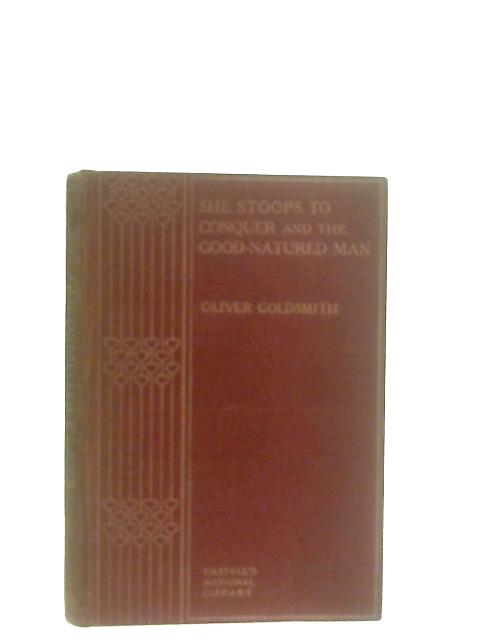 SHE STOOPS TO
CONQUER AND THE
GOOD-NATURED MAN
OLIVER GOLDSMITH
CASSELL'S
NATIONAL
LIBRARY